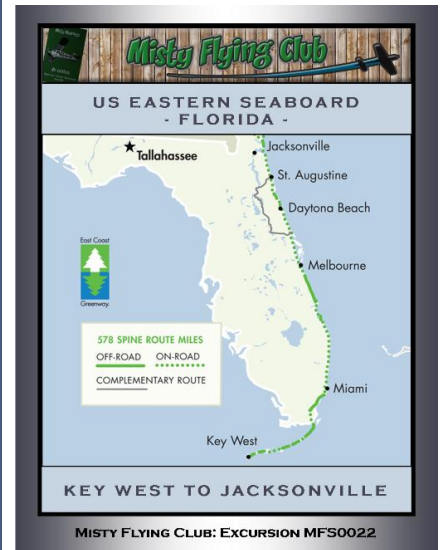 Misty Flying Club
US EASTERN SEABOARD
- FLORIDA -
Jacksonville
Tallahassee
St. Augustine
Daytona Beach
East Coast
Greenway.
Melbourne
578 SPINE ROUTE MILES
OFF-ROAD ON-ROAD
COMPLEMENTARY ROUTE
Miami
Key West
KEY WEST TO JACKSONVILLE
MISTY FLYING CLUB: EXCURSION MFS0022